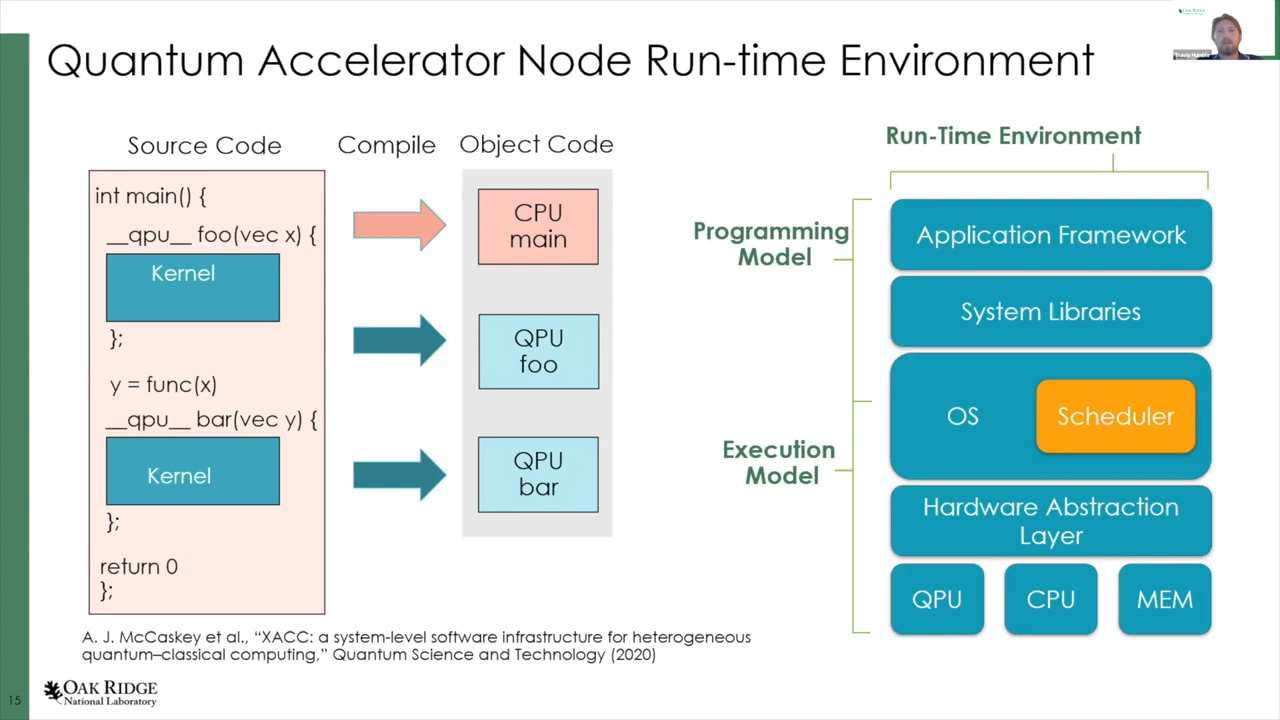 Quantum Accelerator Node Run-time Environment
OAK RIDGE
Source Code
Compile
Object Code
int main() {
__qpu__ foo(vec x) {
Kernel
};
y = func(x)
__qpu__ bar(vec y) {
Kernel
};
return 0
};
CPU
main
QPU
foo
QPU
bar
Run-Time Environment
Programming
Model
Execution
Model
Application Framework
System Libraries
OS
Scheduler
Hardware Abstraction
Layer
QPU
CPU
MEM
A. J. McCaskey et al., “XACC: a system-level software infrastructure for heterogeneous
quantum–classical computing,” Quantum Science and Technology (2020)
15
OAK RIDGE
National Laboratory